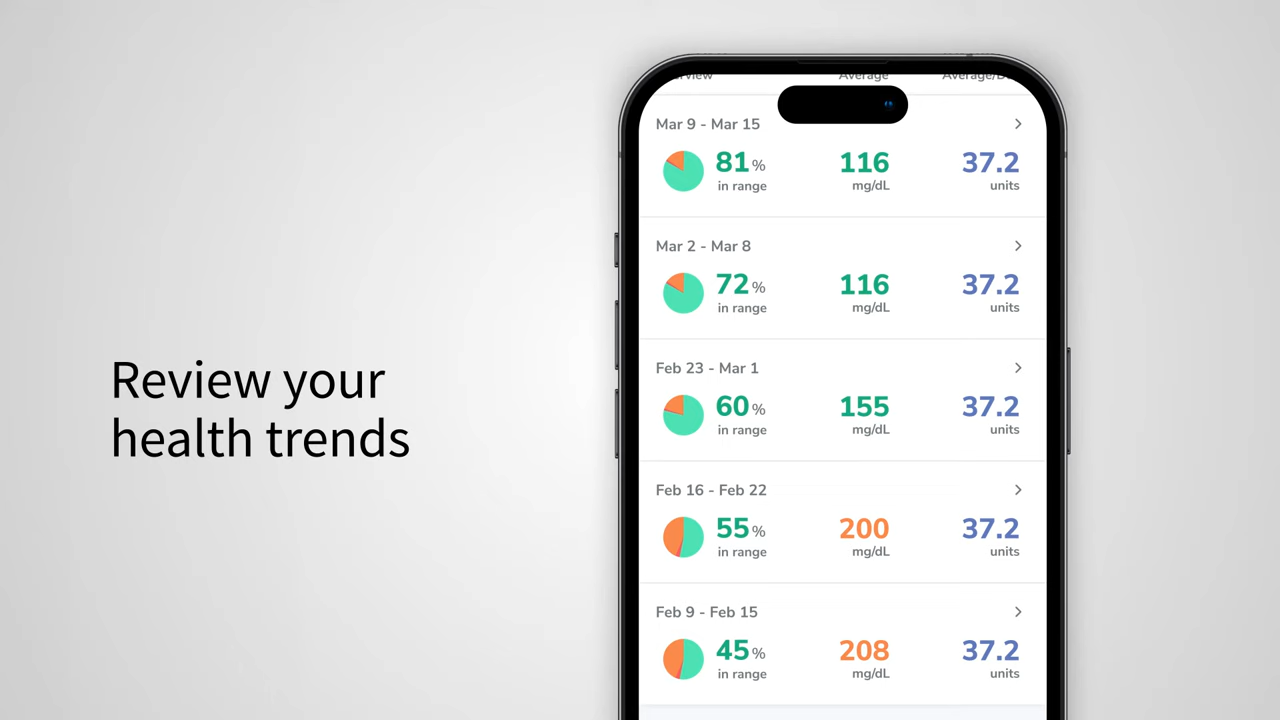 Review your
health trends
Average
Mar 9 - Mar 15
81 % 116 37.2
in range mg/dL units
Mar 2 - Mar 8
72 % 116 37.2
in range mg/dL units
Feb 23 - Mar 1
60 % 155 37.2
in range mg/dL units
Feb 16 - Feb 22
55 % 200 37.2
in range mg/dL units
Feb 9 - Feb 15
45 % 208 37.2
in range mg/dL units